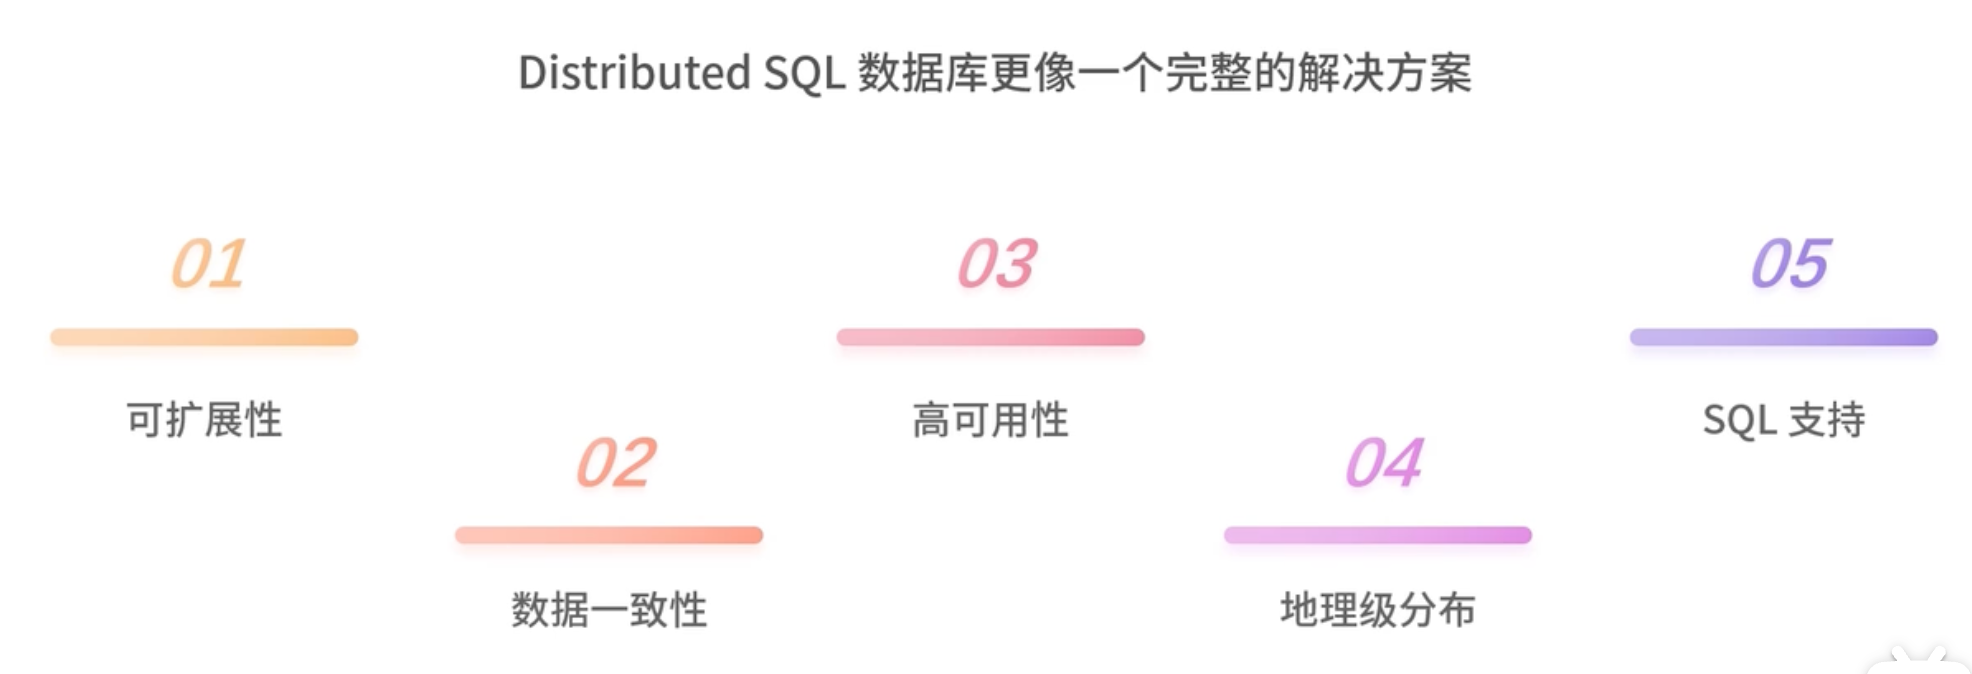 Distributed SQL 数据库更像一个完整的解决方案
01
可扩展性
02
数据一致性
03
高可用性
04
地理级分布
05
SQL 支持